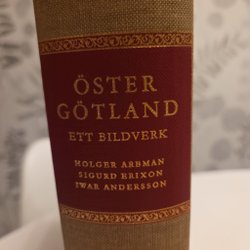 ÖSTER
GÖTLAND
ETT BILDVERK
HOLGER ARBMAN
SIGURD ERIXON
IWAR ANDERSSON